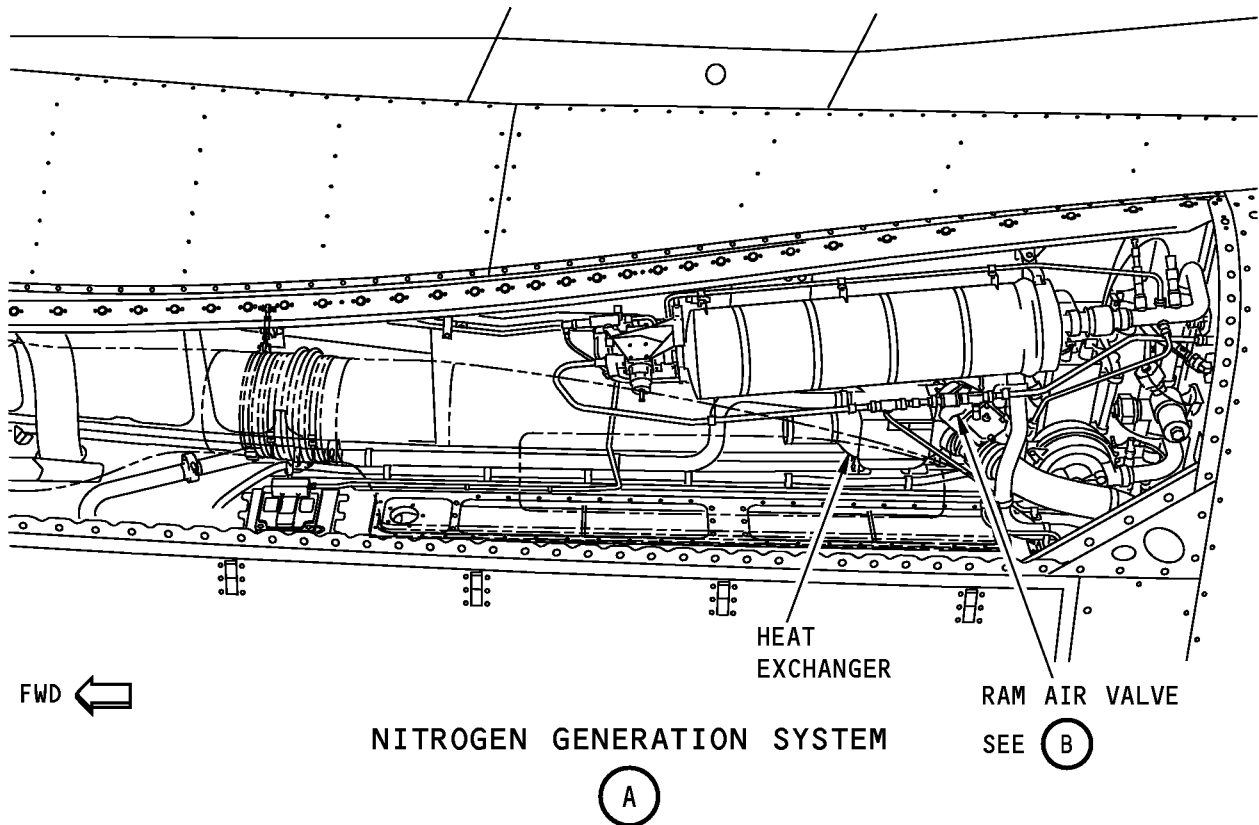 HEAT
EXCHANGER
FWD
RAM AIR VALVE
SEE B
NITROGEN GENERATION SYSTEM
A